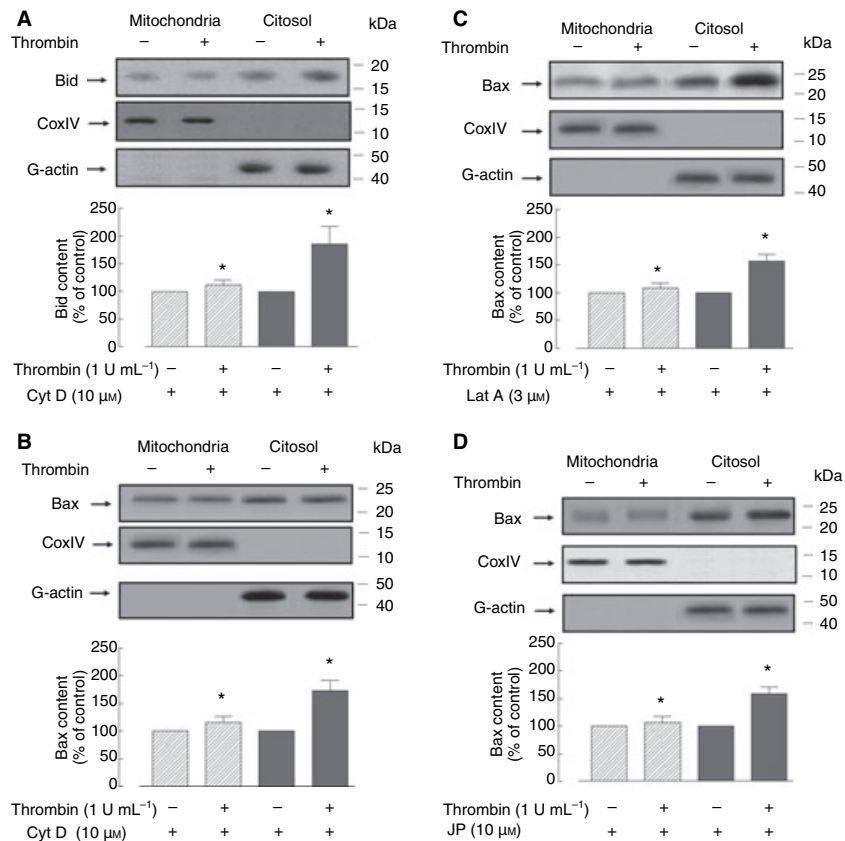 A
Mitochondria Citosol kDa
Thrombin – + – +
Bid
20
15
CoxIV
15
10
G-actin
50
40
250
200
150
100
50
0
Bid content
(% of control)
*
*
Thrombin (1 U mL⁻¹) – + – +
Cyt D (10 μM) + + + +
B
Mitochondria Citosol kDa
Thrombin – + – +
Bax
25
20
CoxIV
15
10
G-actin
50
40
250
200
150
100
50
0
Bax content
(% of control)
*
*
Thrombin (1 U mL⁻¹) – + – +
Cyt D (10 μM) + + + +
C
Mitochondria Citosol kDa
Thrombin – + – +
Bax
25
20
CoxIV
15
10
G-actin
50
40
250
200
150
100
50
0
Bax content
(% of control)
*
*
Thrombin (1 U mL⁻¹) – + – +
Lat A (3 μM) + + + +
D
Mitochondria Citosol kDa
Thrombin – + – +
Bax
25
20
CoxIV
15
10
G-actin
50
40
250
200
150
100
50
0
Bax content
(% of control)
*
*
Thrombin (1 U mL⁻¹) – + – +
JP (10 μM) + + + +